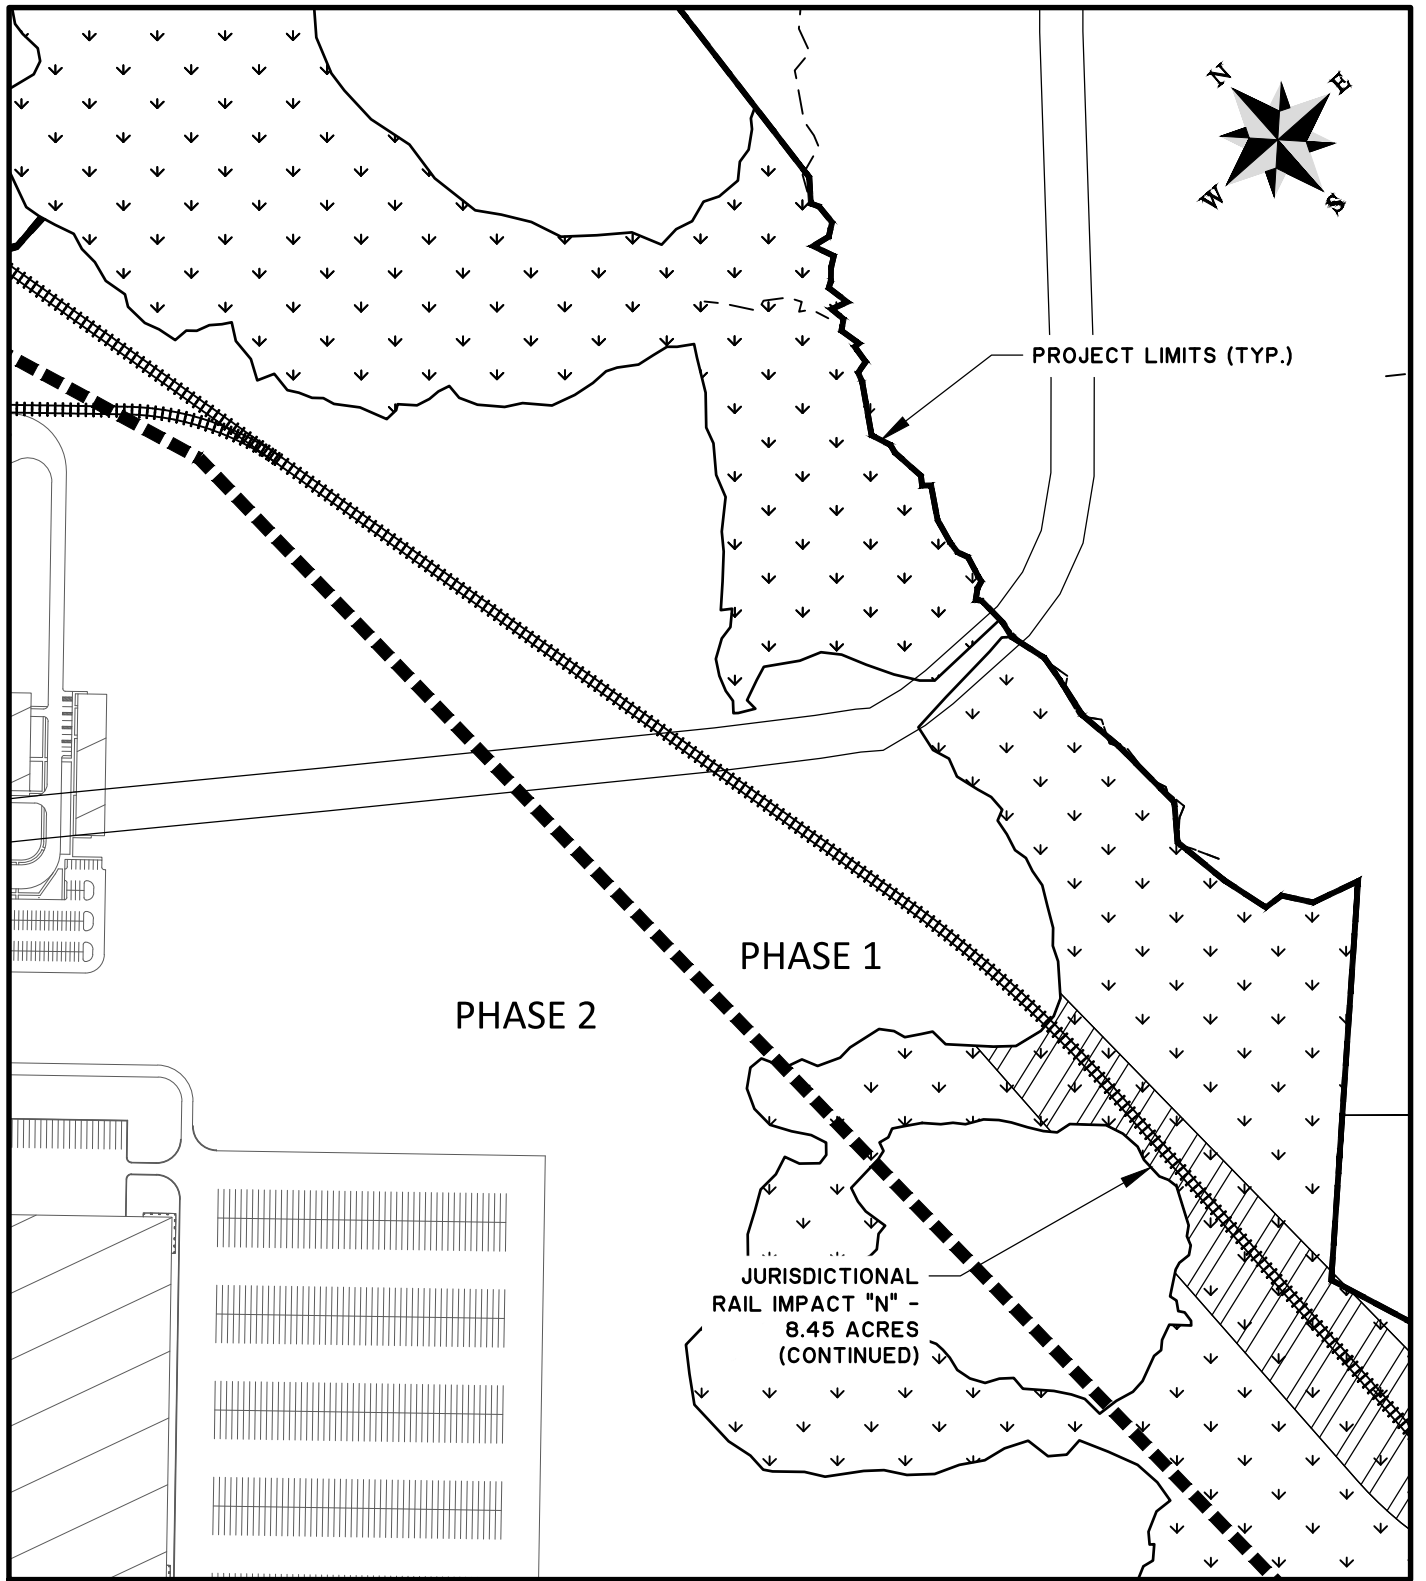 N
E
W
S
PROJECT LIMITS (TYP.)
PHASE 1
PHASE 2
JURISDICTIONAL
RAIL IMPACT "N" -
8.45 ACRES
(CONTINUED)